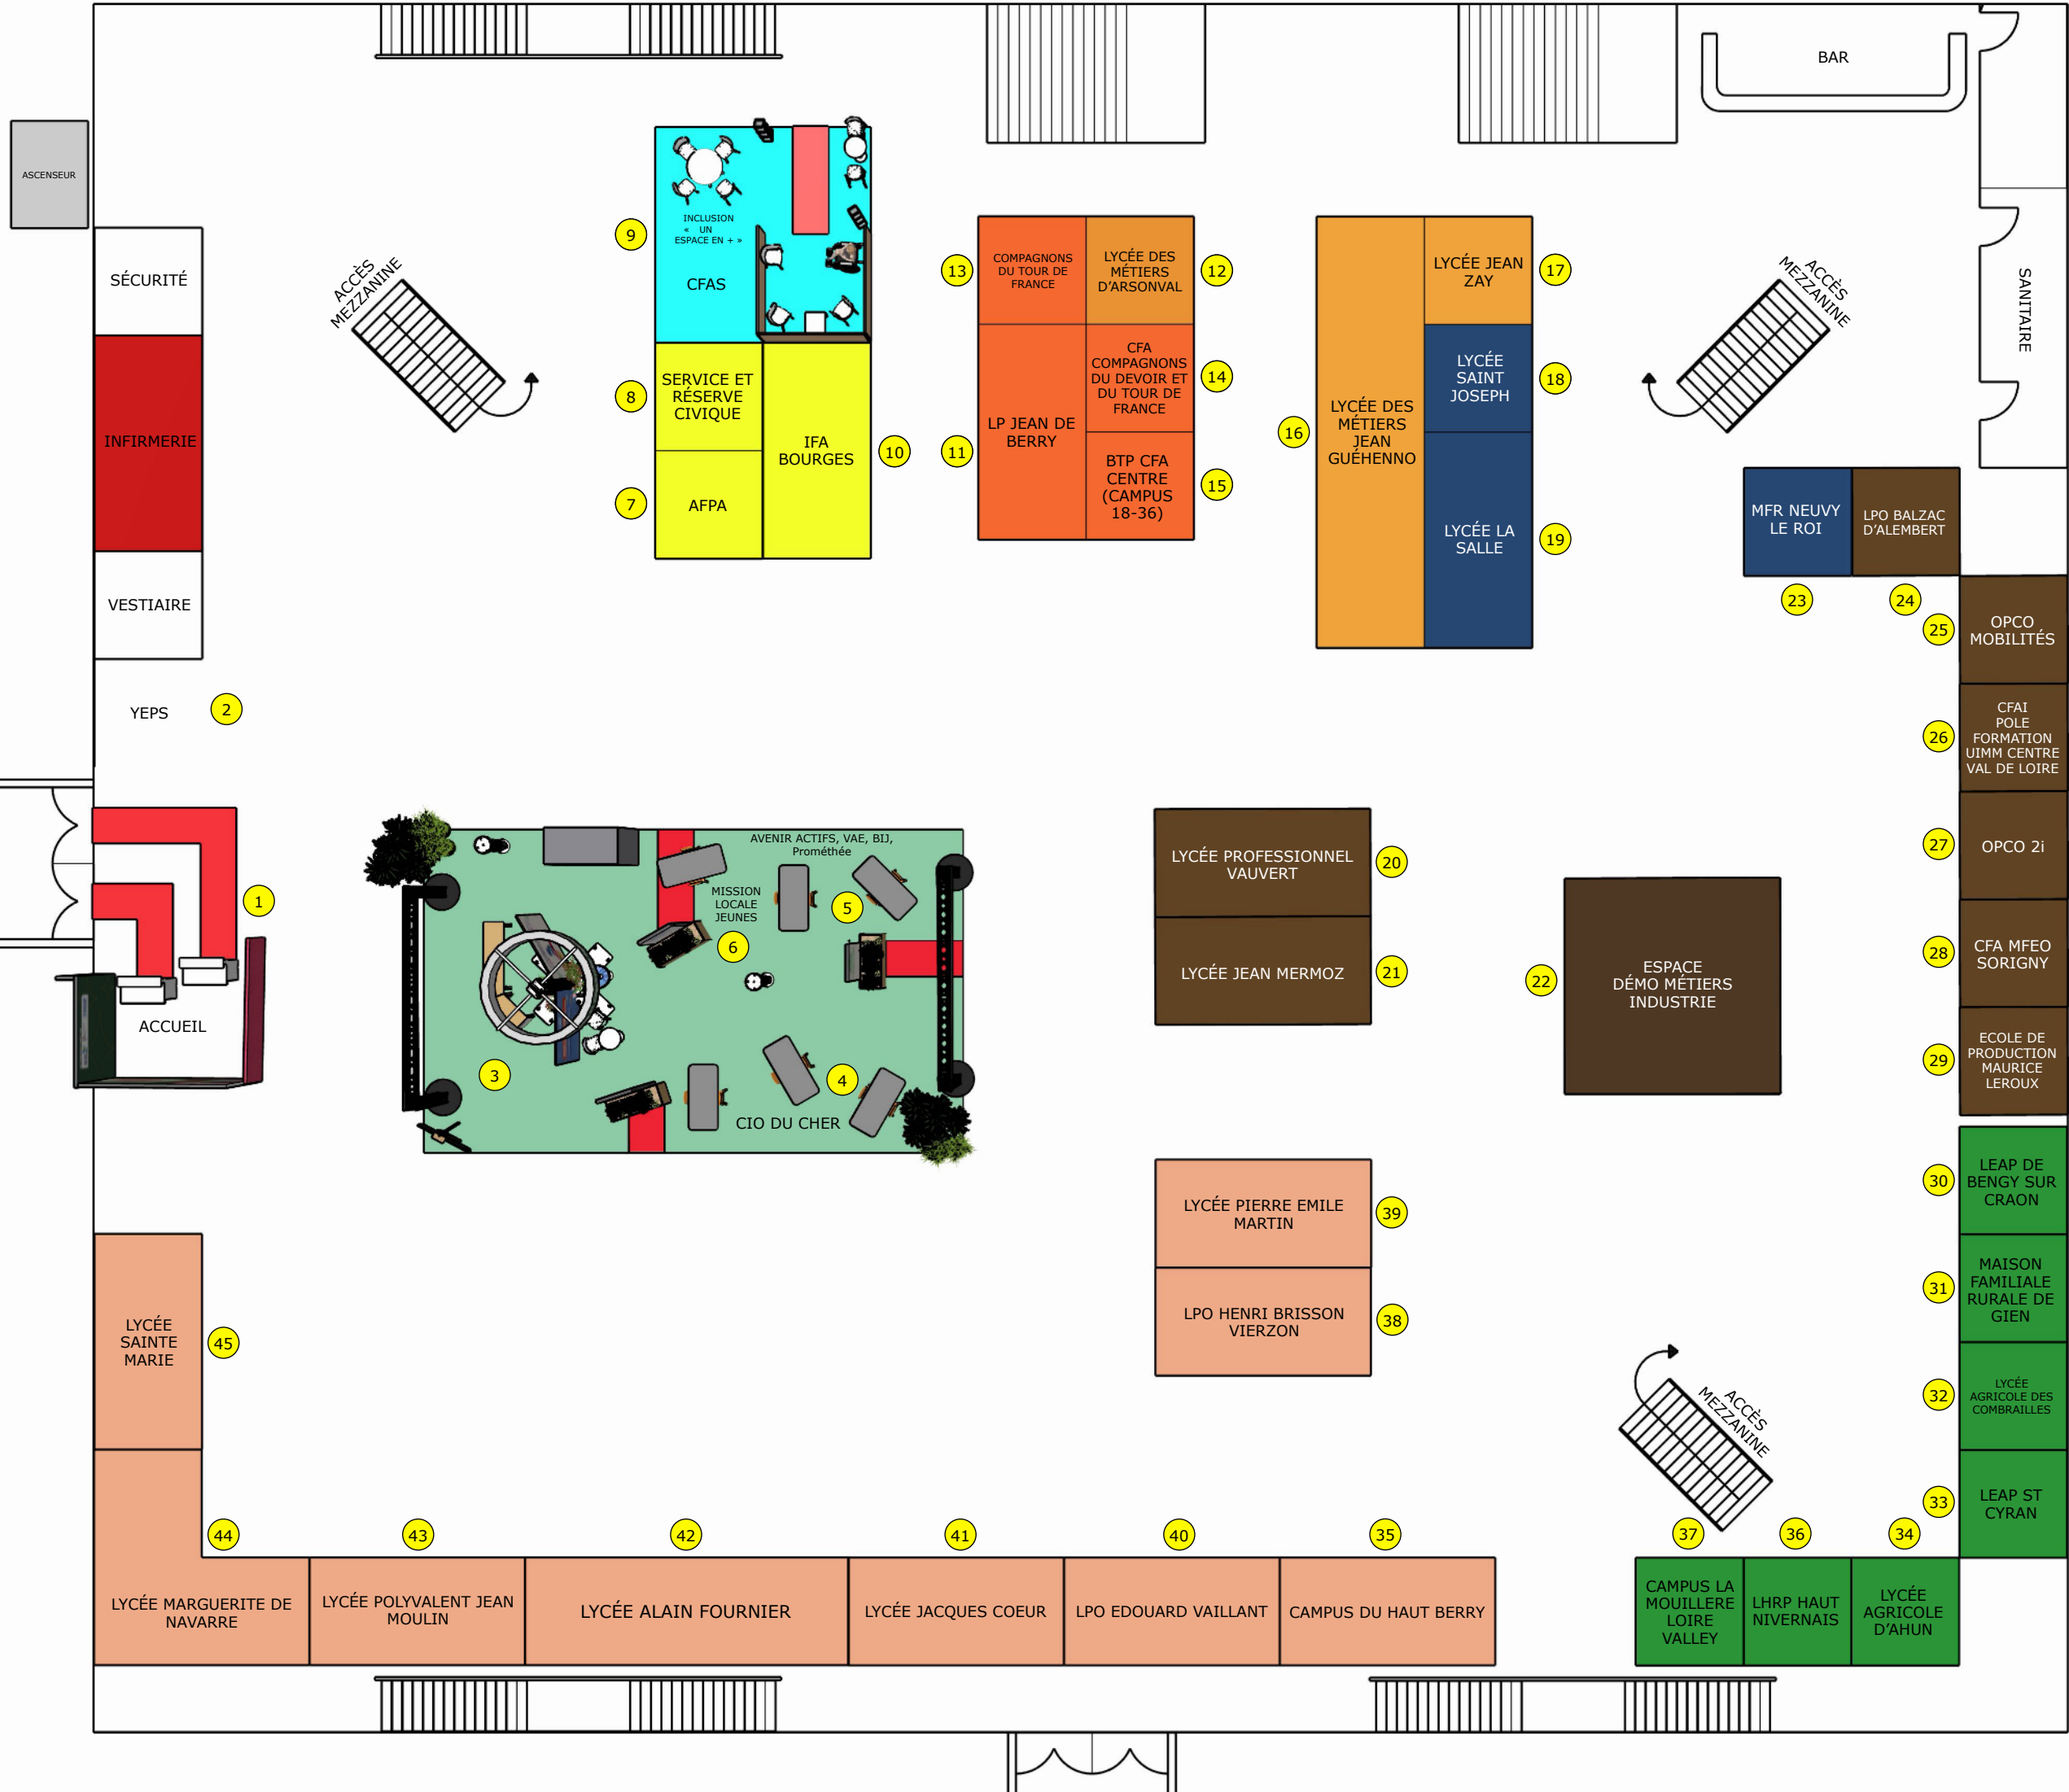 BAR
ASCENSEUR
SÉCURITÉ
INFIRMERIE
VESTIAIRE
YEPS
2
1
ACCUEIL
ACCÈS
MEZZANINE
9
INCLUSION
« UN
ESPACE EN + »
CFAS
8
SERVICE ET
RÉSERVE
CIVIQUE
7
AFPA
IFA
BOURGES
10
13
COMPAGNONS
DU TOUR DE
FRANCE
LYCÉE DES
MÉTIERS
D'ARSONVAL
12
11
LP JEAN DE
BERRY
CFA
COMPAGNONS
DU DEVOIR ET
DU TOUR DE
FRANCE
14
BTP CFA
CENTRE
(CAMPUS
18-36)
15
16
LYCÉE DES
MÉTIERS
JEAN
GUÉHENNO
LYCÉE JEAN
ZAY
17
LYCÉE
SAINT
JOSEPH
18
LYCÉE LA
SALLE
19
ACCÈS
MEZZANINE
SANITAIRE
MFR NEUVY
LE ROI
23
LPO BALZAC
D'ALEMBERT
24
25
OPCO
MOBILITÉS
26
CFAI
POLE
FORMATION
UIMM CENTRE
VAL DE LOIRE
27
OPCO 2i
28
CFA MFEO
SORIGNY
29
ECOLE DE
PRODUCTION
MAURICE
LEROUX
AVENIR ACTIFS, VAE, BIJ,
Prométhée
MISSION
LOCALE
JEUNES
5
6
3
4
CIO DU CHER
LYCÉE PROFESSIONNEL
VAUVERT
20
LYCÉE JEAN MERMOZ
21
22
ESPACE
DÉMO MÉTIERS
INDUSTRIE
LYCÉE PIERRE EMILE
MARTIN
39
LPO HENRI BRISSON
VIERZON
38
30
LEAP DE
BENGY SUR
CRAON
31
MAISON
FAMILIALE
RURALE DE
GIEN
32
LYCÉE
AGRICOLE DES
COMBRAILLES
33
LEAP ST
CYRAN
ACCÈS
MEZZANINE
LYCÉE
SAINTE
MARIE
45
44
43
42
41
40
35
37
36
34
LYCÉE MARGUERITE DE
NAVARRE
LYCÉE POLYVALENT JEAN
MOULIN
LYCÉE ALAIN FOURNIER
LYCÉE JACQUES COEUR
LPO EDOUARD VAILLANT
CAMPUS DU HAUT BERRY
CAMPUS LA
MOUILLERE
LOIRE
VALLEY
LHRP HAUT
NIVERNAIS
LYCÉE
AGRICOLE
D'AHUN